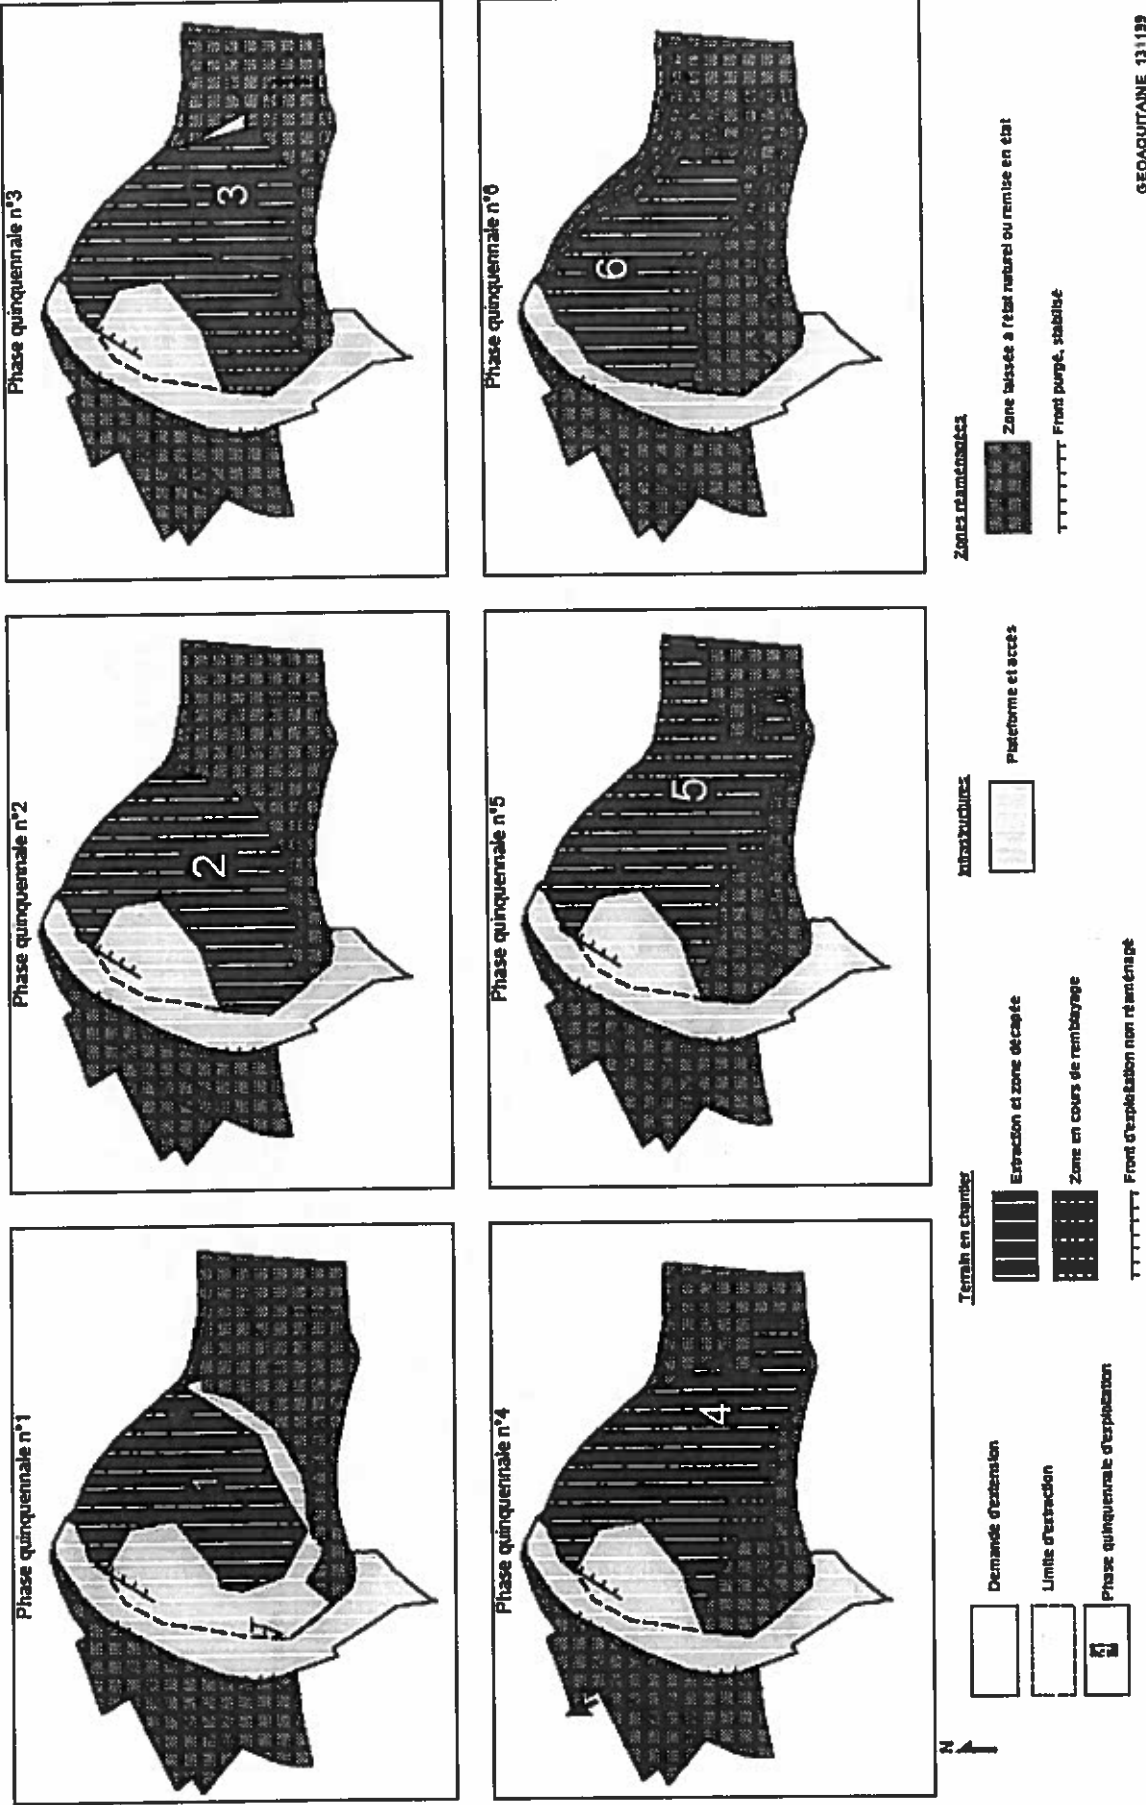 Phase quinquennale n°1
1
Phase quinquennale n°2
2
Phase quinquennale n°3
3
Phase quinquennale n°4
4
Phase quinquennale n°5
5
Phase quinquennale n°6
6
N
Demande d'extension
Limite d'extraction
Phase quinquennale d'exploitation
Terrain en chantier
Extraction et zone décapée
Zone en cours de remblayage
Front d'exploitation non réaménagé
Infrastructures
Plateforme et accès
Zones réaménagées
Zone laissée à l'état naturel ou remise en état
Front purgé, stabilisé
GEOAQUITAINE 131199